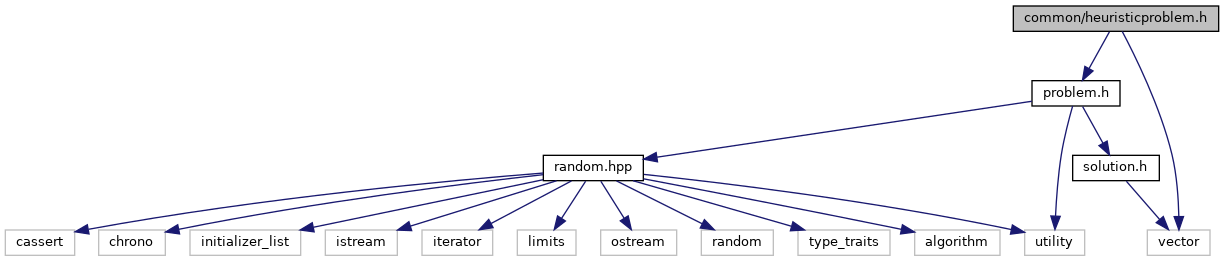 common/heuristicproblem.h
problem.h
random.hpp
solution.h
cassert
chrono
initializer_list
istream
iterator
limits
ostream
random
type_traits
algorithm
utility
vector